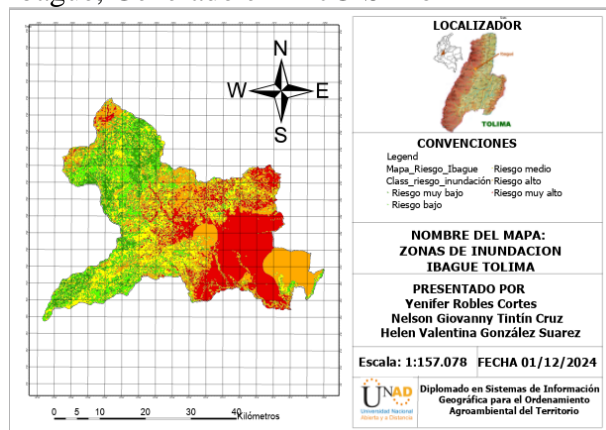 N
W E
S
0 5 10 20 30 40 Kilómetros
LOCALIZADOR
Ibague
TOLIMA
CONVENCIONES
Legend
Mapa_Riesgo_Ibague Riesgo medio
Class_riesgo_inundación Riesgo alto
Riesgo muy bajo Riesgo muy alto
Riesgo bajo
NOMBRE DEL MAPA:
ZONAS DE INUNDACION
IBAGUE TOLIMA
PRESENTADO POR
Yenifer Robles Cortes
Nelson Giovanny Tintín Cruz
Helen Valentina González Suarez
Escala: 1:157.078 FECHA 01/12/2024
UNAD
Universidad Nacional
Abierta y a Distancia
Diplomado en Sistemas de Información
Geográfica para el Ordenamiento
Agroambiental del Territorio